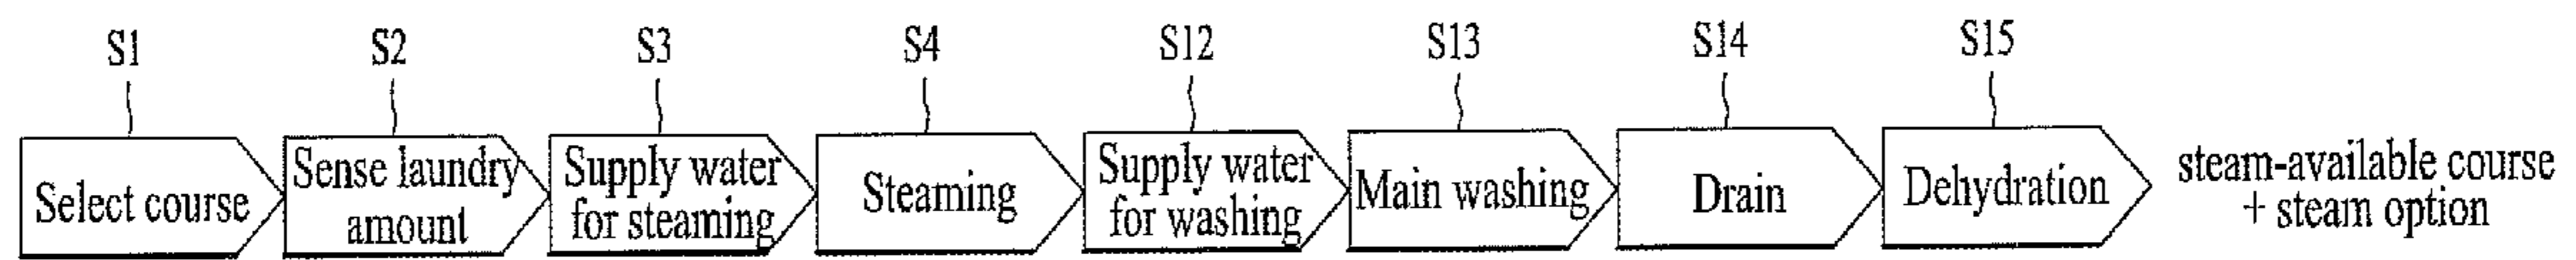 S1 S2 S3 S4 S12 S13 S14 S15
Select course
Sense laundry
amount
Supply water
for steaming
Steaming
Supply water
for washing
Main washing
Drain
Dehydration
steam-available course
+ steam option